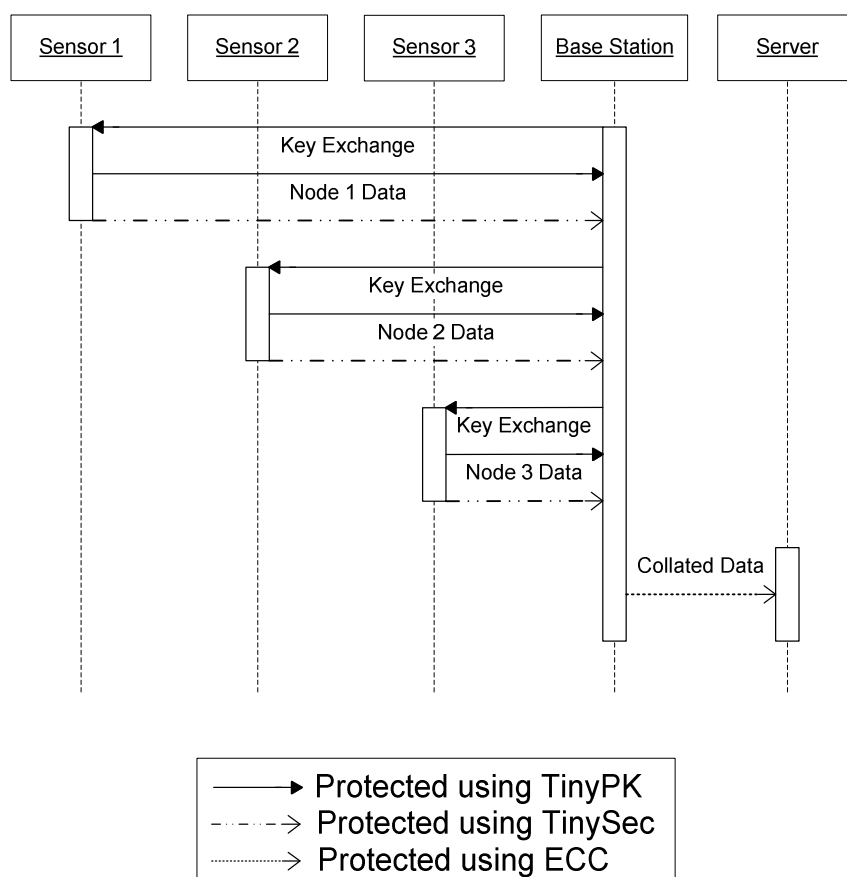 Sensor 1
Sensor 2
Sensor 3
Base Station
Server
Key Exchange
Node 1 Data
Key Exchange
Node 2 Data
Key Exchange
Node 3 Data
Collated Data
Protected using TinyPK
Protected using TinySec
Protected using ECC